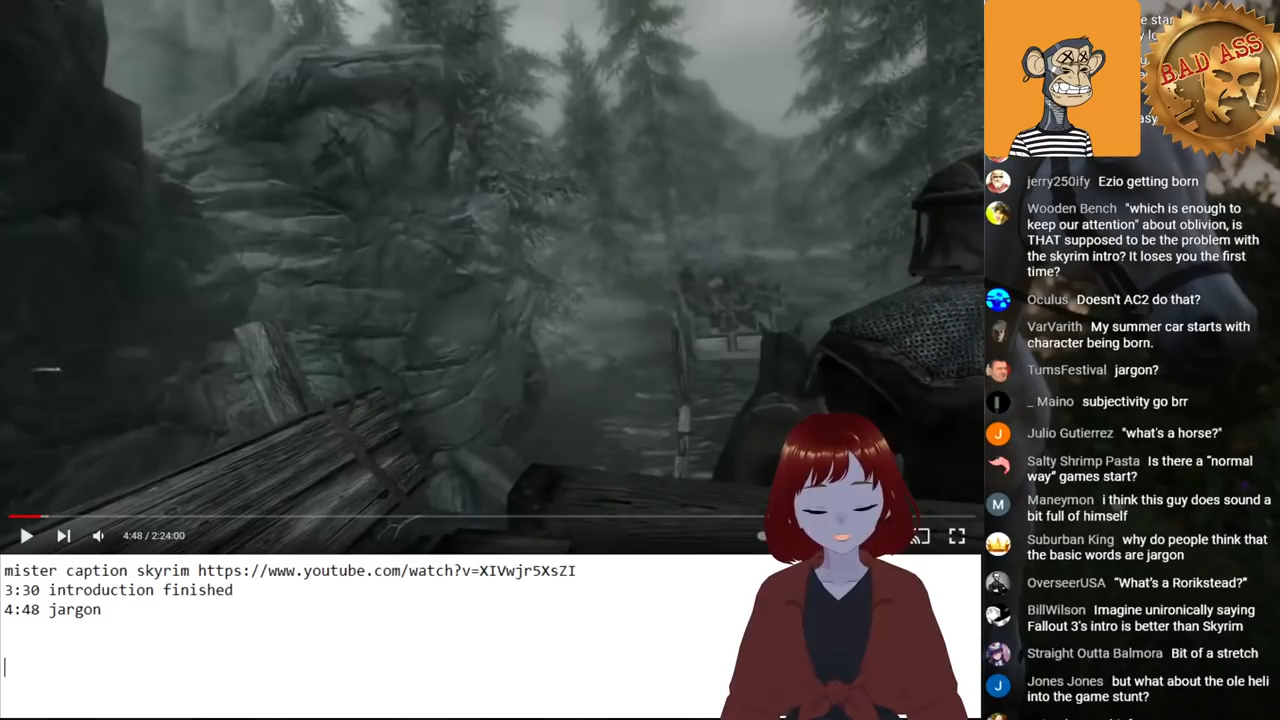 BAD ASS
jerry250ify Ezio getting born
Wooden Bench "which is enough to
keep our attention" about oblivion, is
THAT supposed to be the problem with
the skyrim intro? It loses you the first
time?
Oculus Doesn't AC2 do that?
VarVarith My summer car starts with
character being born.
TumsFestival jargon?
_ Maino subjectivity go brr
Julio Gutierrez "what's a horse?"
Salty Shrimp Pasta Is there a "normal
way" games start?
Maneymon i think this guy does sound a
bit full of himself
Suburban King why do people think that
the basic words are jargon
OverseerUSA "What's a Rorikstead?"
BillWilson Imagine unironically saying
Fallout 3's intro is better than Skyrim
Straight Outta Balmora Bit of a stretch
Jones Jones but what about the ole heli
into the game stunt?
4:48 / 2:24:00
mister caption skyrim https://www.youtube.com/watch?v=XIVwjr5XsZI
3:30 introduction finished
4:48 jargon